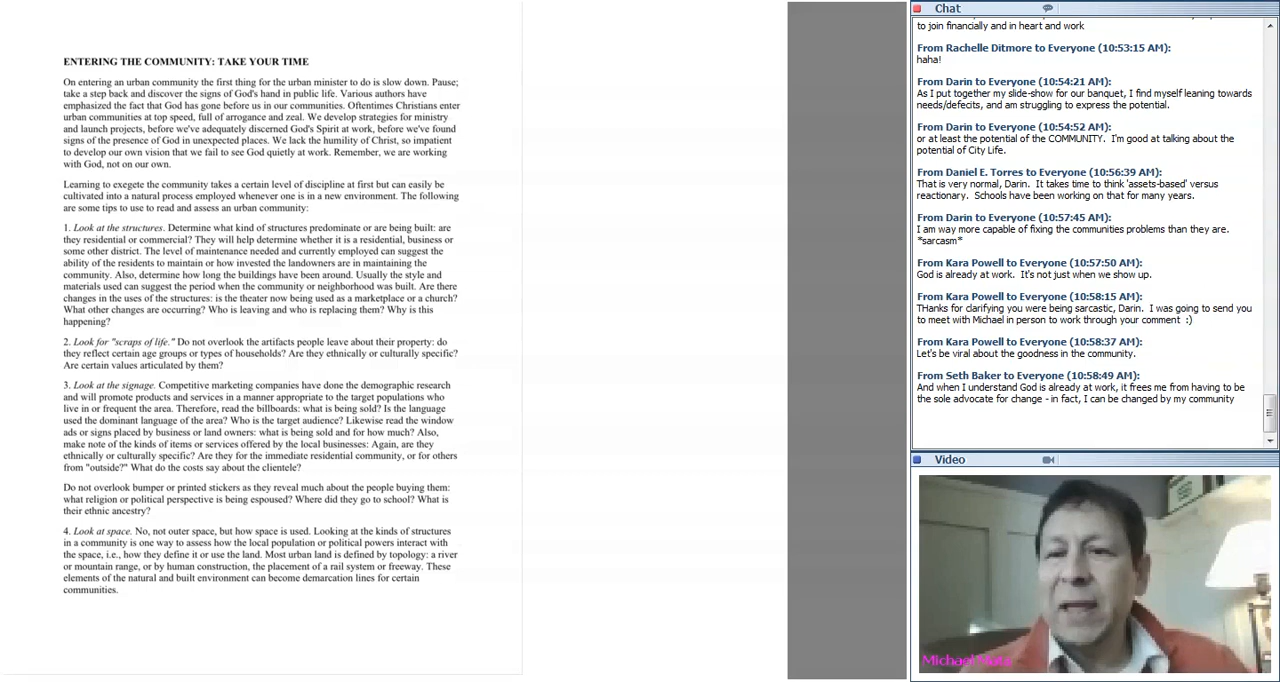 ENTERING THE COMMUNITY: TAKE YOUR TIME
On entering an urban community the first thing for the urban minister to do is slow down. Pause;
take a step back and discover the signs of God's hand in public life. Various authors have
emphasized the fact that God has gone before us in our communities. Oftentimes Christians enter
urban communities at top speed, full of arrogance and zeal. We develop strategies for ministry
and launch projects, before we've adequately discerned God's Spirit at work, before we've found
signs of the presence of God in unexpected places. We lack the humility of Christ, so impatient
to develop our own vision that we fail to see God quietly at work. Remember, we are working
with God, not on our own.
Learning to exegete the community takes a certain level of discipline at first but can easily be
cultivated into a natural process employed whenever one is in a new environment. The following
are some tips to use to read and assess an urban community:
1. Look at the structures. Determine what kind of structures predominate or are being built: are
they residential or commercial? They will help determine whether it is a residential, business or
some other district. The level of maintenance needed and currently employed can suggest the
ability of the residents to maintain or how invested the landowners are in maintaining the
community. Also, determine how long the buildings have been around. Usually the style and
materials used can suggest the period when the community or neighborhood was built. Are there
changes in the uses of the structures: is the theater now being used as a marketplace or a church?
What other changes are occurring? Who is leaving and who is replacing them? Why is this
happening?
2. Look for "scraps of life." Do not overlook the artifacts people leave about their property: do
they reflect certain age groups or types of households? Are they ethnically or culturally specific?
Are certain values articulated by them?
3. Look at the signage. Competitive marketing companies have done the demographic research
and will promote products and services in a manner appropriate to the target populations who
live in or frequent the area. Therefore, read the billboards: what is being sold? Is the language
used the dominant language of the area? Who is the target audience? Likewise read the window
ads or signs placed by business or land owners: what is being sold and for how much? Also,
make note of the kinds of items or services offered by the local businesses: Again, are they
ethnically or culturally specific? Are they for the immediate residential community, or for others
from "outside?" What do the costs say about the clientele?
Do not overlook bumper or printed stickers as they reveal much about the people buying them:
what religion or political perspective is being espoused? Where did they go to school? What is
their ethnic ancestry?
4. Look at space. No, not outer space, but how space is used. Looking at the kinds of structures
in a community is one way to assess how the local population or political powers interact with
the space, i.e., how they define it or use the land. Most urban land is defined by topology: a river
or mountain range, or by human construction, the placement of a rail system or freeway. These
elements of the natural and built environment can become demarcation lines for certain
communities.
Chat
to join financially and in heart and work
From Rachelle Ditmore to Everyone (10:53:15 AM):
haha!
From Darin to Everyone (10:54:21 AM):
As I put together my slide-show for our banquet, I find myself leaning towards
needs/defecits, and am struggling to express the potential.
From Darin to Everyone (10:54:52 AM):
or at least the potential of the COMMUNITY. I'm good at talking about the
potential of City Life.
From Daniel E. Torres to Everyone (10:56:39 AM):
That is very normal, Darin. It takes time to think 'assets-based' versus
reactionary. Schools have been working on that for many years.
From Darin to Everyone (10:57:45 AM):
I am way more capable of fixing the communities problems than they are.
*sarcasm*
From Kara Powell to Everyone (10:57:50 AM):
God is already at work. It's not just when we show up.
From Kara Powell to Everyone (10:58:15 AM):
Thanks for clarifying you were being sarcastic, Darin. I was going to send you
to meet with Michael in person to work through your comment :)
From Kara Powell to Everyone (10:58:37 AM):
Let's be viral about the goodness in the community.
From Seth Baker to Everyone (10:58:49 AM):
And when I understand God is already at work, it frees me from having to be
the sole advocate for change - in fact, I can be changed by my community
Video
Michael